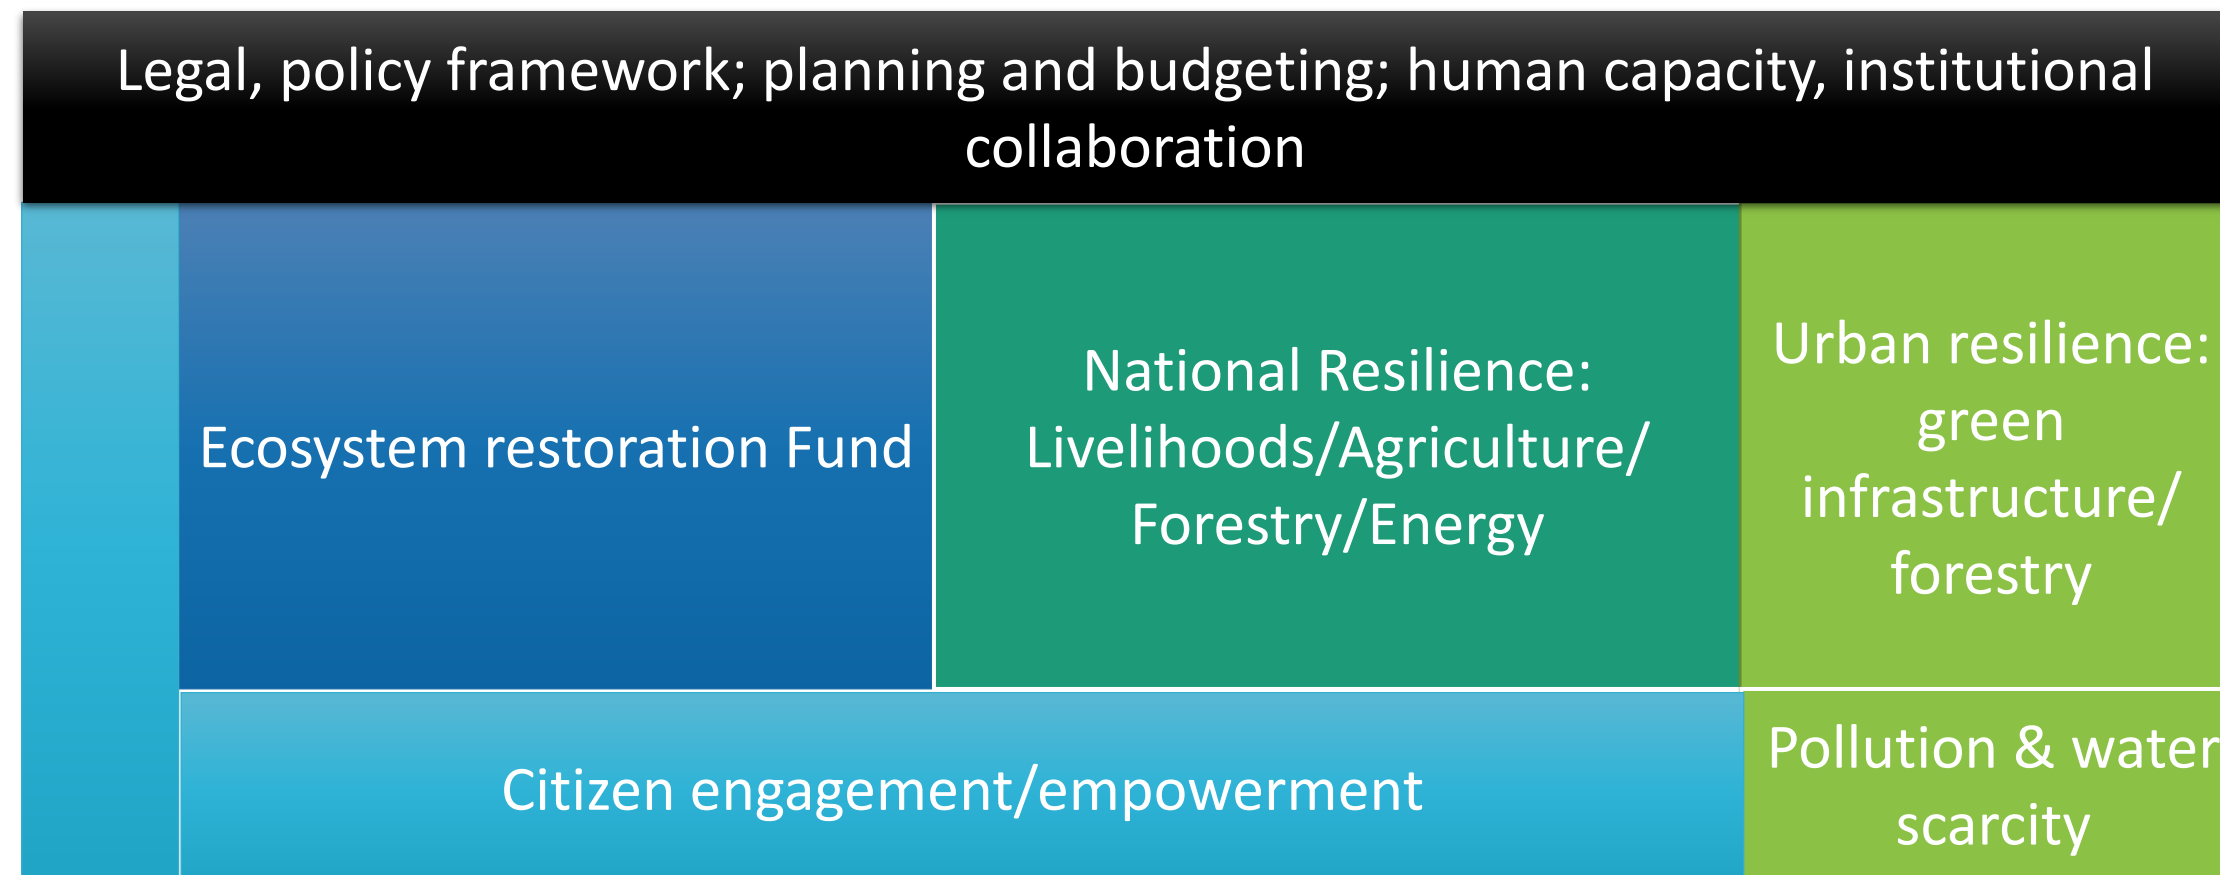 Legal, policy framework; planning and budgeting; human capacity, institutional
collaboration
Ecosystem restoration Fund
National Resilience:
Livelihoods/Agriculture/
Forestry/Energy
Urban resilience:
green
infrastructure/
forestry
Citizen engagement/empowerment
Pollution & water
scarcity